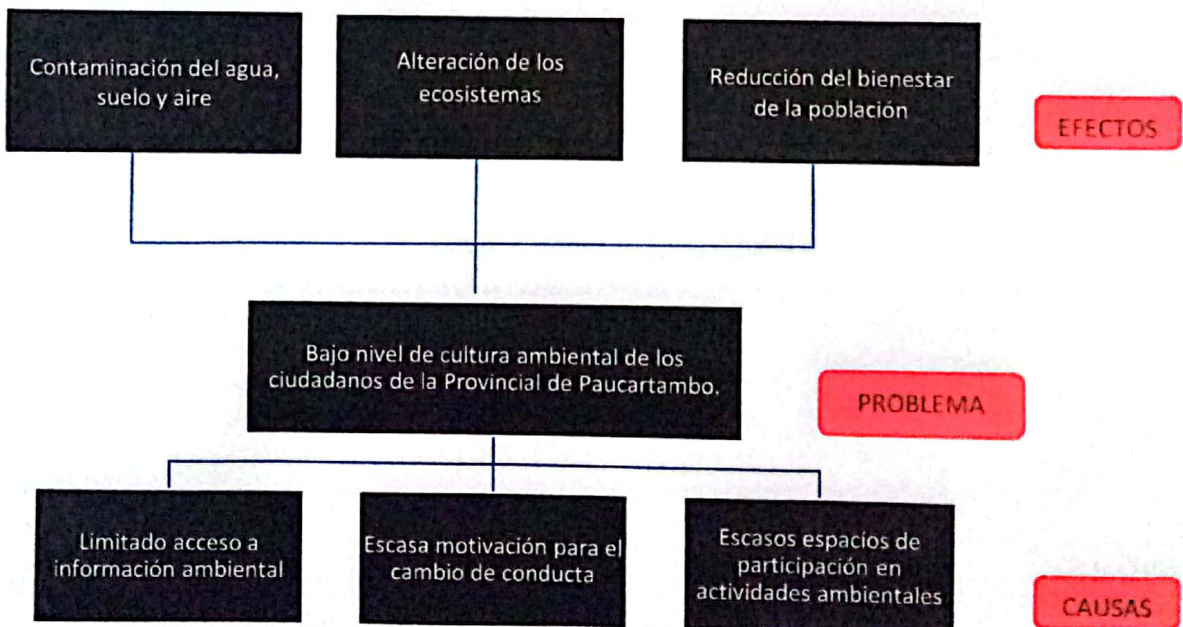 Contaminación del agua,
suelo y aire
Alteración de los
ecosistemas
Reducción del bienestar
de la población
EFECTOS
Bajo nivel de cultura ambiental de los
ciudadanos de la Provincial de Paucartambo.
PROBLEMA
Limitado acceso a
información ambiental
Escasa motivación para el
cambio de conducta
Escasos espacios de
participación en
actividades ambientales
CAUSAS